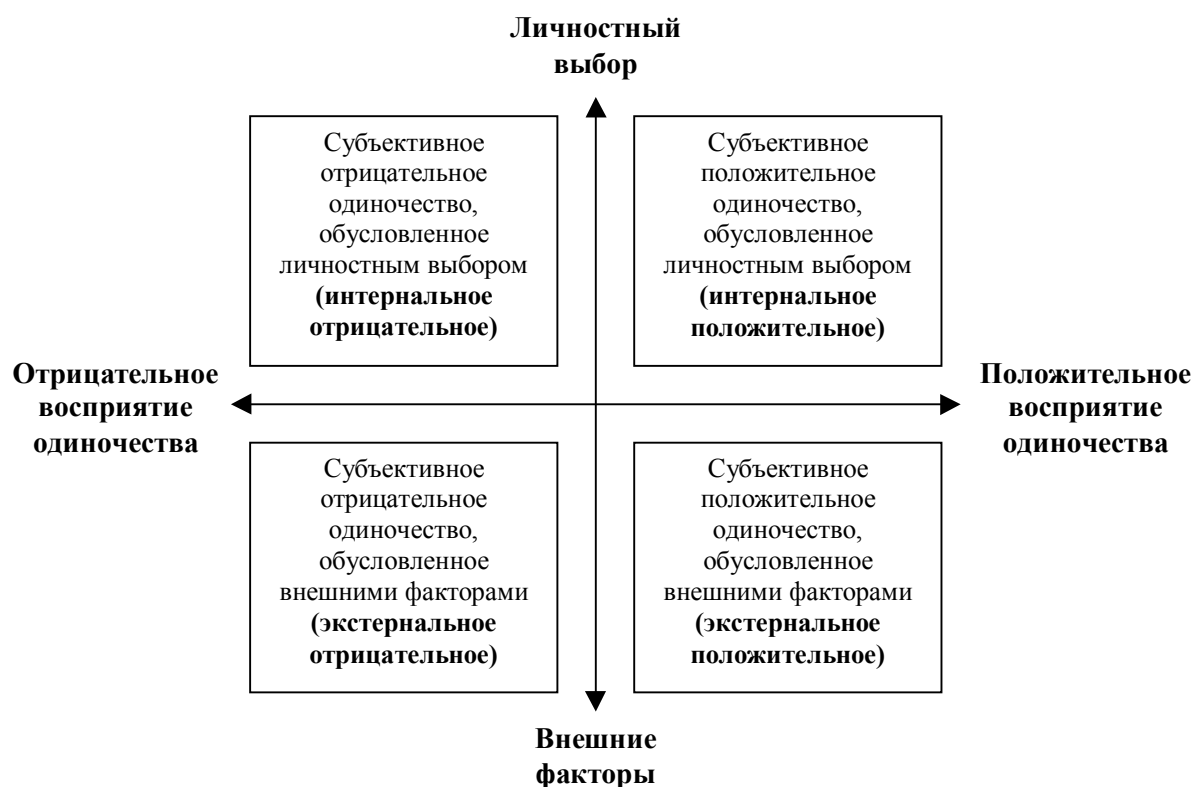 Личностный
выбор
Субъективное
отрицательное
одиночество,
обусловленное
личностным выбором
(интернальное
отрицательное)
Субъективное
положительное
одиночество,
обусловленное
личностным выбором
(интернальное
положительное)
Отрицательное
восприятие
одиночества
Положительное
восприятие
одиночества
Субъективное
отрицательное
одиночество,
обусловленное
внешними факторами
(экстернальное
отрицательное)
Субъективное
положительное
одиночество,
обусловленное
внешними факторами
(экстернальное
положительное)
Внешние
факторы